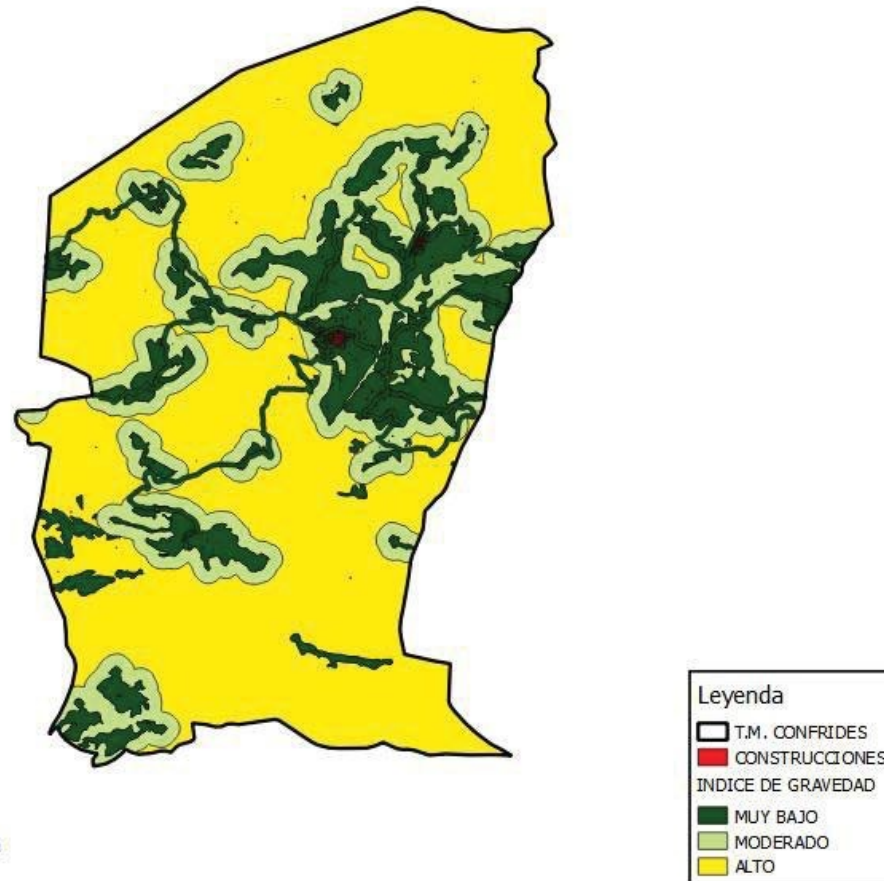 Leyenda
T.M. CONFRIDES
CONSTRUCCIONES
INDICE DE GRAVEDAD
MUY BAJO
MODERADO
ALTO